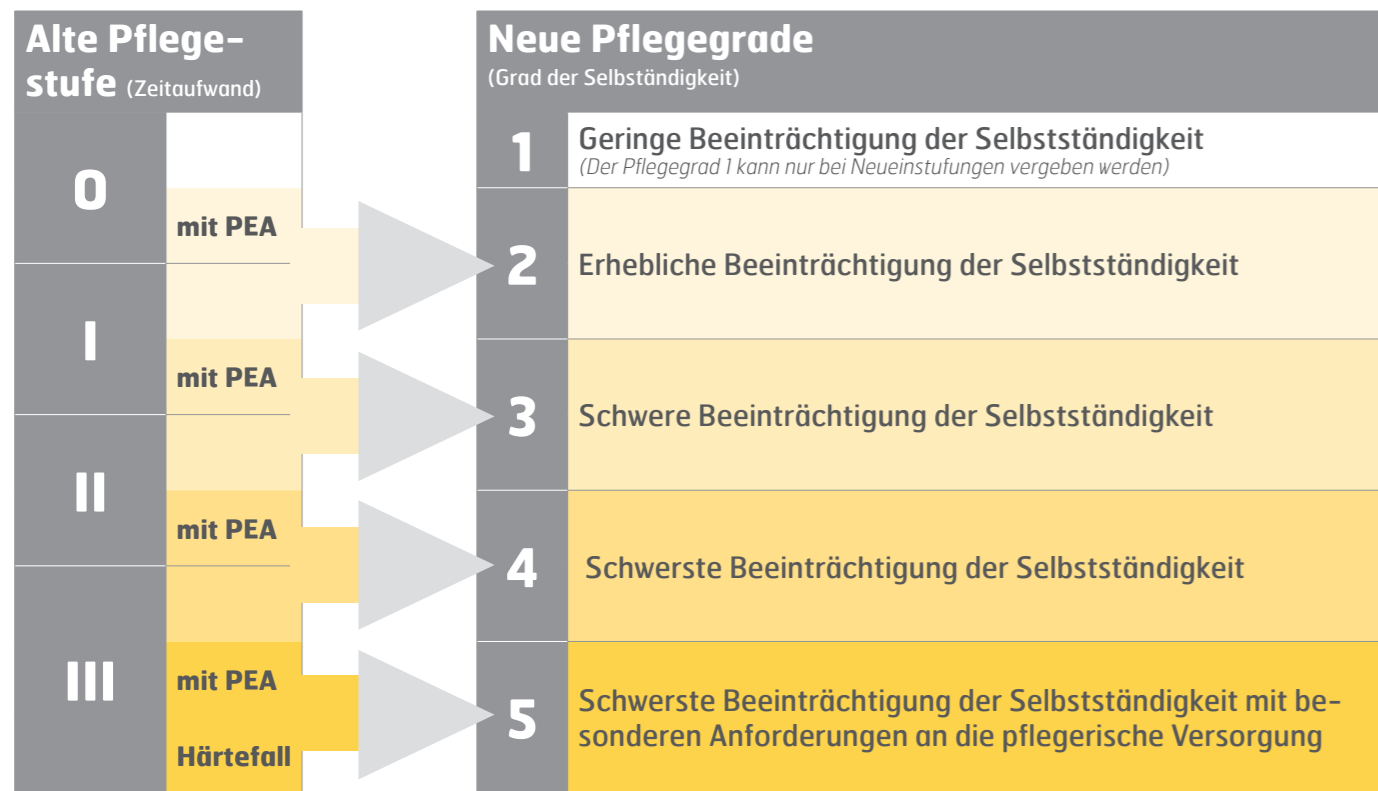 Alte Pflege-
stufe (Zeitaufwand)
0
mit PEA
I
mit PEA
II
mit PEA
III
mit PEA
Härtefall
Neue Pflegegrade
(Grad der Selbständigkeit)
1
Geringe Beeinträchtigung der Selbstständigkeit
(Der Pflegegrad 1 kann nur bei Neueinstufungen vergeben werden)
2
Erhebliche Beeinträchtigung der Selbstständigkeit
3
Schwere Beeinträchtigung der Selbstständigkeit
4
Schwerste Beeinträchtigung der Selbstständigkeit
5
Schwerste Beeinträchtigung der Selbstständigkeit mit be-
sonderen Anforderungen an die pflegerische Versorgung